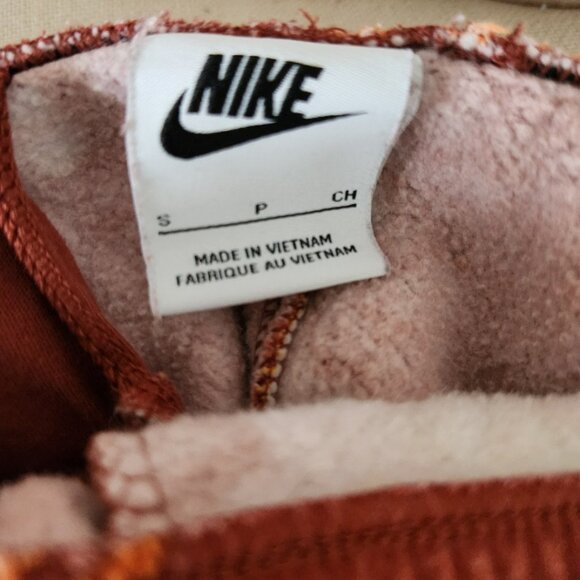 NIKE
S P CH
MADE IN VIETNAM
FABRIQUE AU VIETNAM